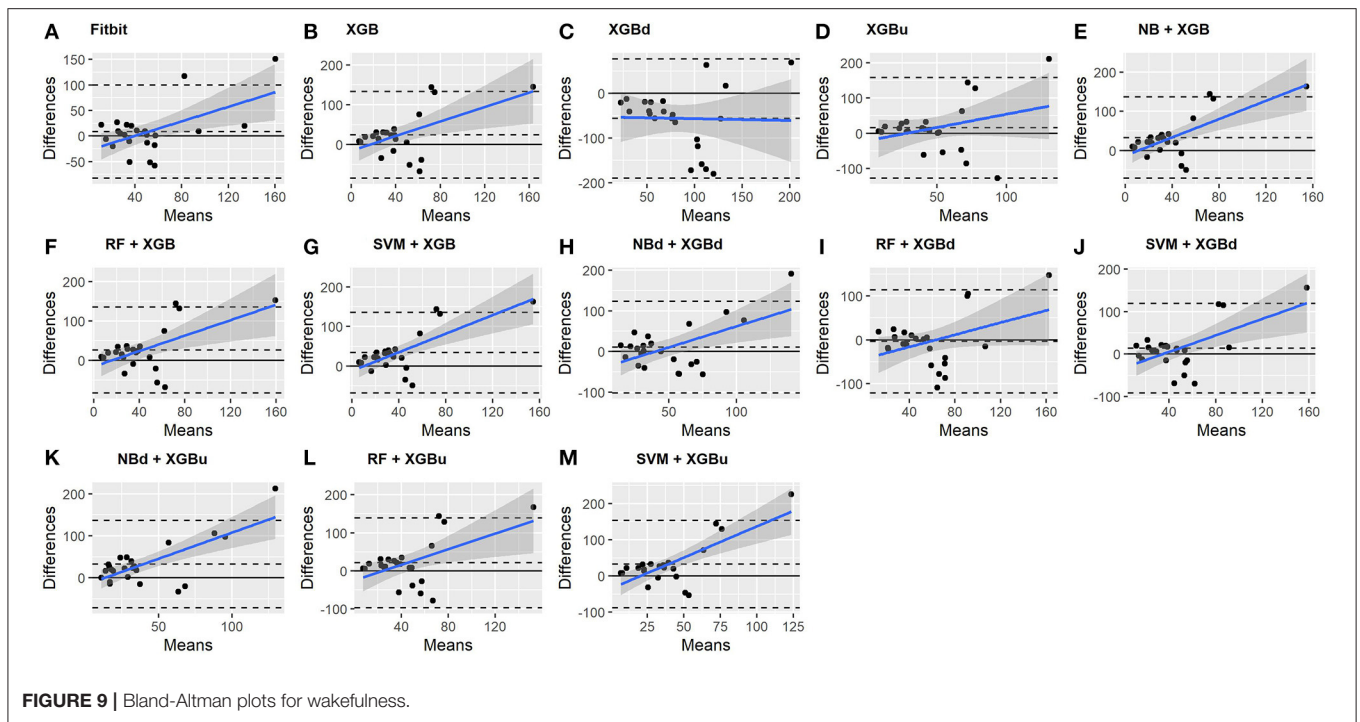 A Fitbit B XGB C XGBd D XGBu E NB + XGB
Differences 150 100 50 0 -50
0 40 80 120 160
Means
Differences 200 100 0
0 40 80 120 160
Means
Differences 0 -100 -200
50 100 150 200
Means
Differences 200 100 0 -100
50 100
Means
Differences 200 100 0
0 40 80 120 160
Means
F RF + XGB G SVM + XGB H NBd + XGBd I RF + XGBd J SVM + XGBd
Differences 200 100 0
0 40 80 120 160
Means
Differences 200 100 0
0 40 80 120 160
Means
Differences 200 100 0 -100
50 100
Means
Differences 100 0 -100
40 80 120 160
Means
Differences 200 100 0 -100
0 40 80 120 160
Means
K NBd + XGBu L RF + XGBu M SVM + XGBu
Differences 200 100 0
50 100
Means
Differences 200 100 0 -100
40 80 120 160
Means
Differences 200 100 0 -100
25 50 75 100 125
Means
FIGURE 9 | Bland-Altman plots for wakefulness.